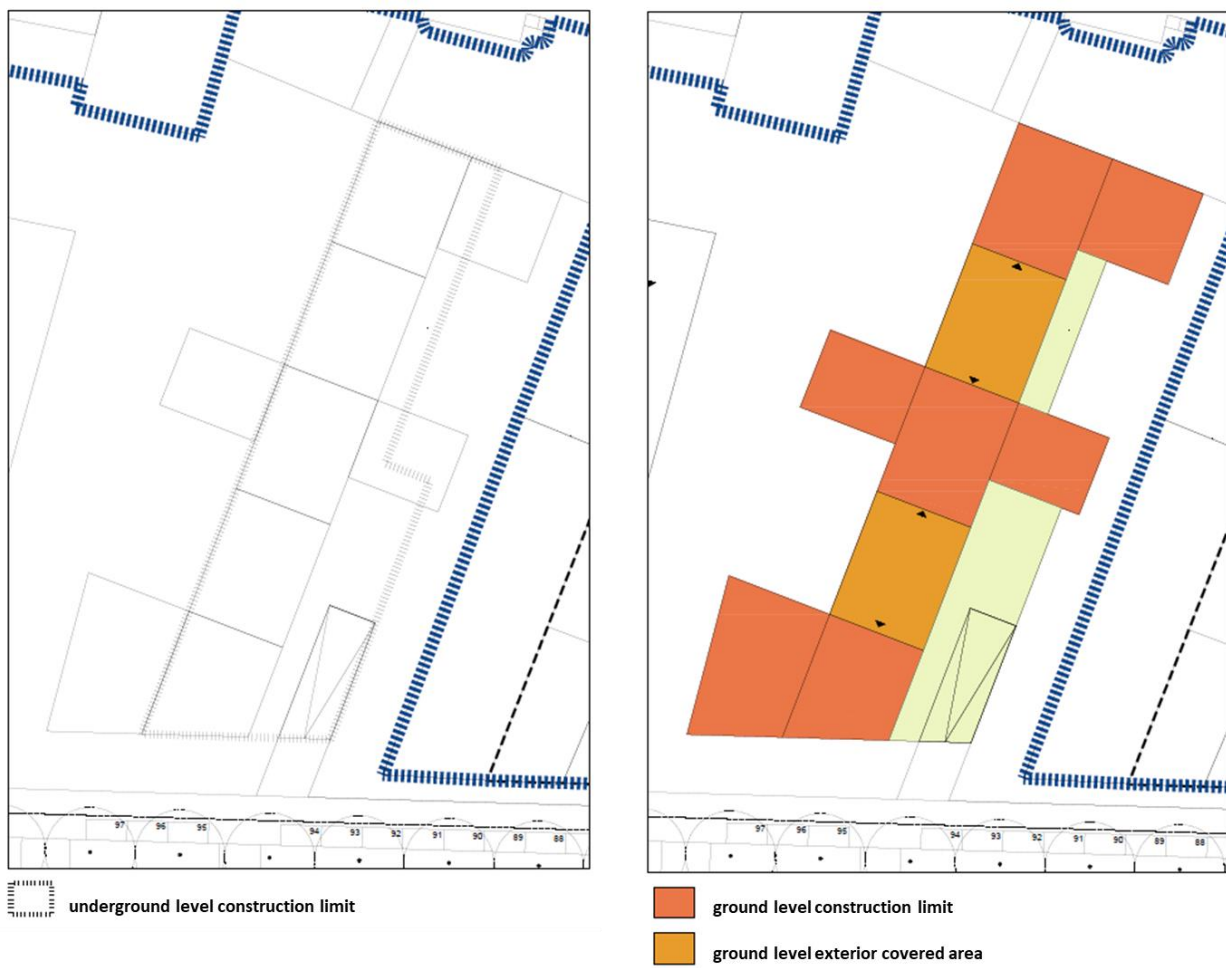 97 96 95 94 93 92 91 90 89 88
97 96 95 94 93 92 91 90 89 88
underground level construction limit
ground level construction limit
ground level exterior covered area